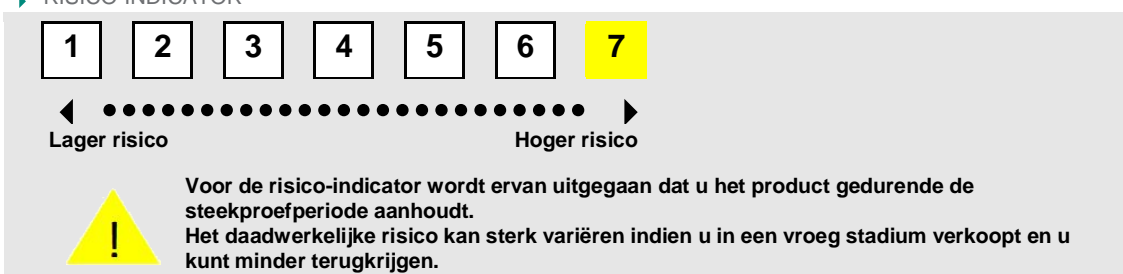 RISICO-INDICATOR
1 2 3 4 5 6 7
Lager risico Hoger risico
Voor de risico-indicator wordt ervan uitgegaan dat u het product gedurende de
steekproefperiode aanhoudt.
Het daadwerkelijke risico kan sterk variëren indien u in een vroeg stadium verkoopt en u
kunt minder terugkrijgen.
!